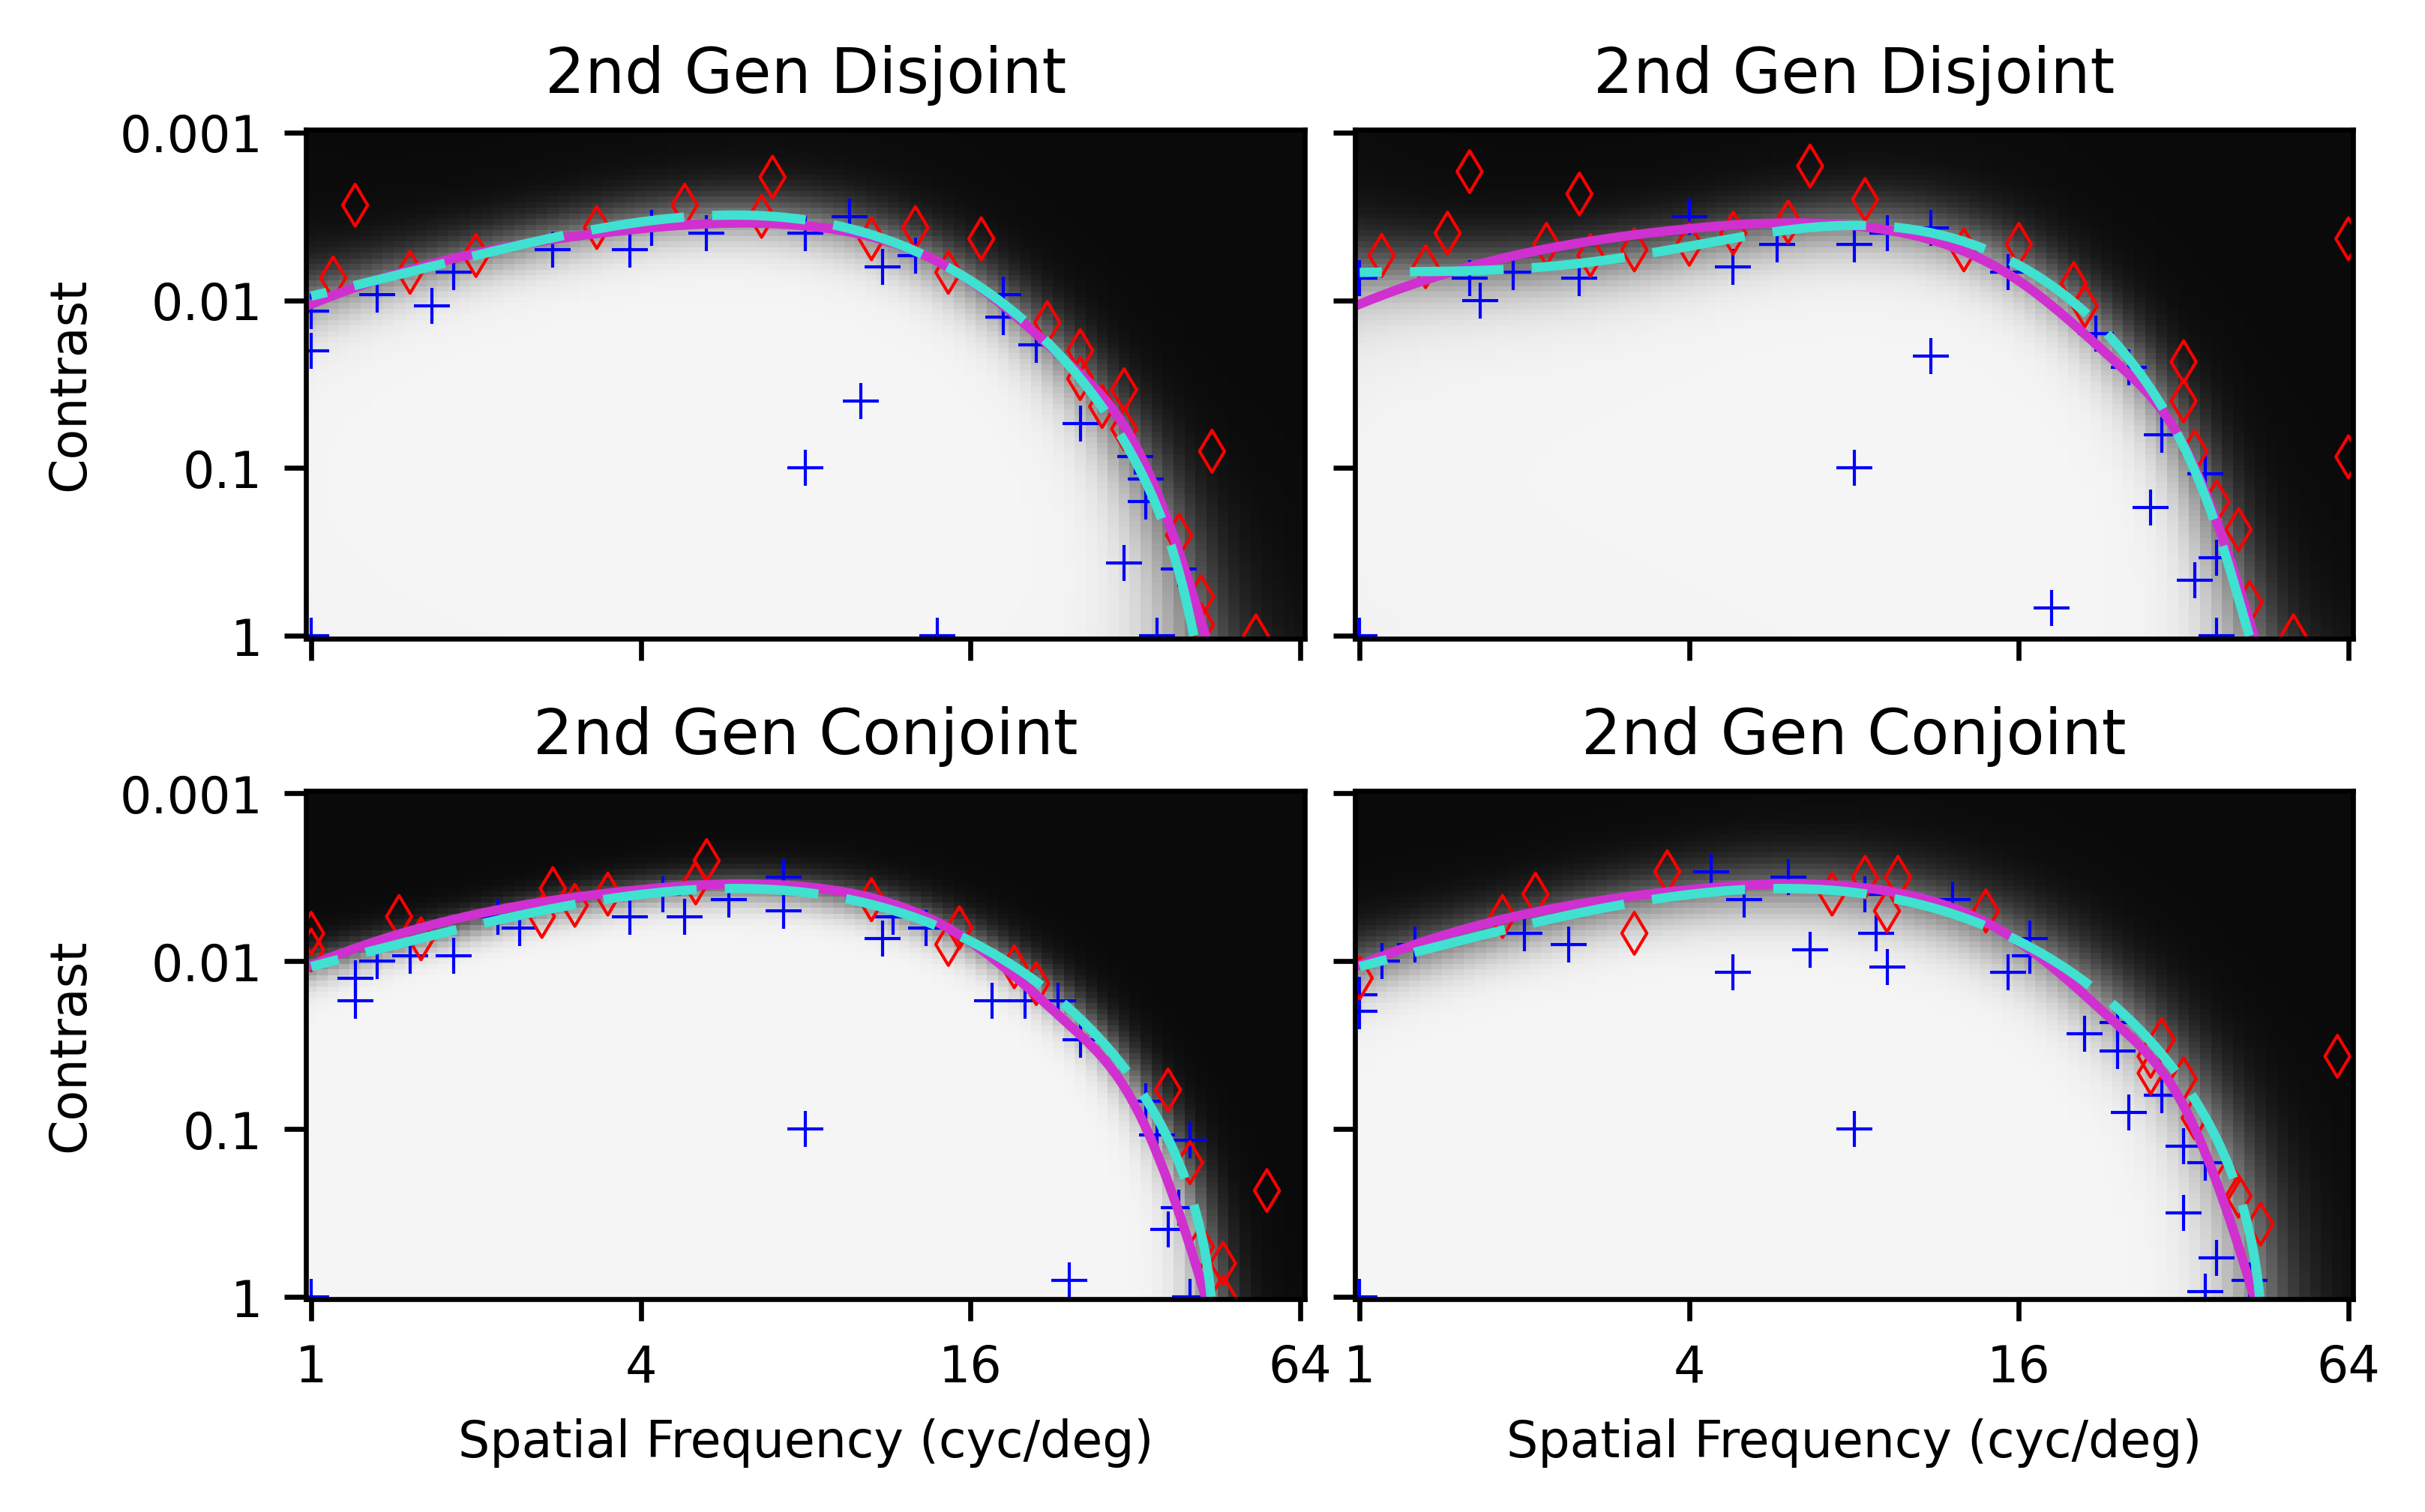 2nd Gen Disjoint
2nd Gen Disjoint
0.001
0.01
0.1
1
Contrast
2nd Gen Conjoint
2nd Gen Conjoint
0.001
0.01
0.1
1
Contrast
1 4 16 64
1 4 16 64
Spatial Frequency (cyc/deg)
Spatial Frequency (cyc/deg)